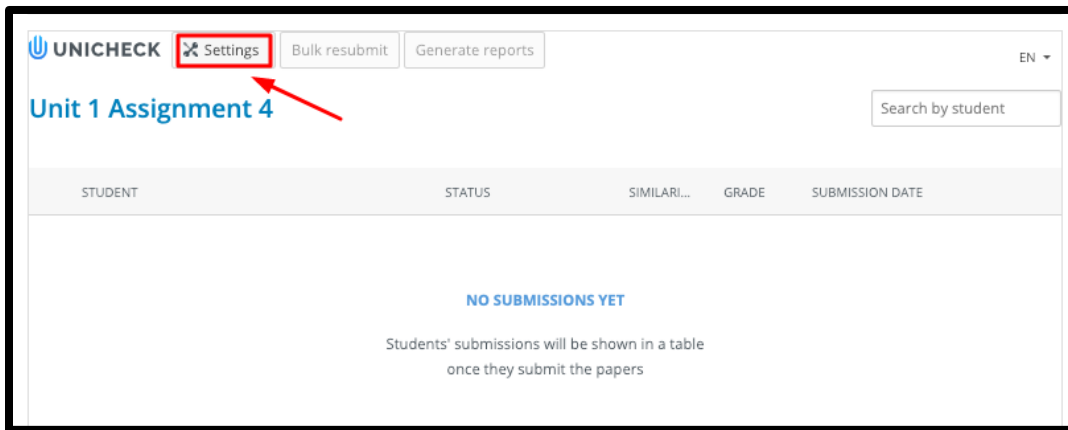 UNICHECK Settings Bulk resubmit Generate reports EN
Unit 1 Assignment 4 Search by student
STUDENT STATUS SIMILARI... GRADE SUBMISSION DATE
NO SUBMISSIONS YET
Students' submissions will be shown in a table
once they submit the papers